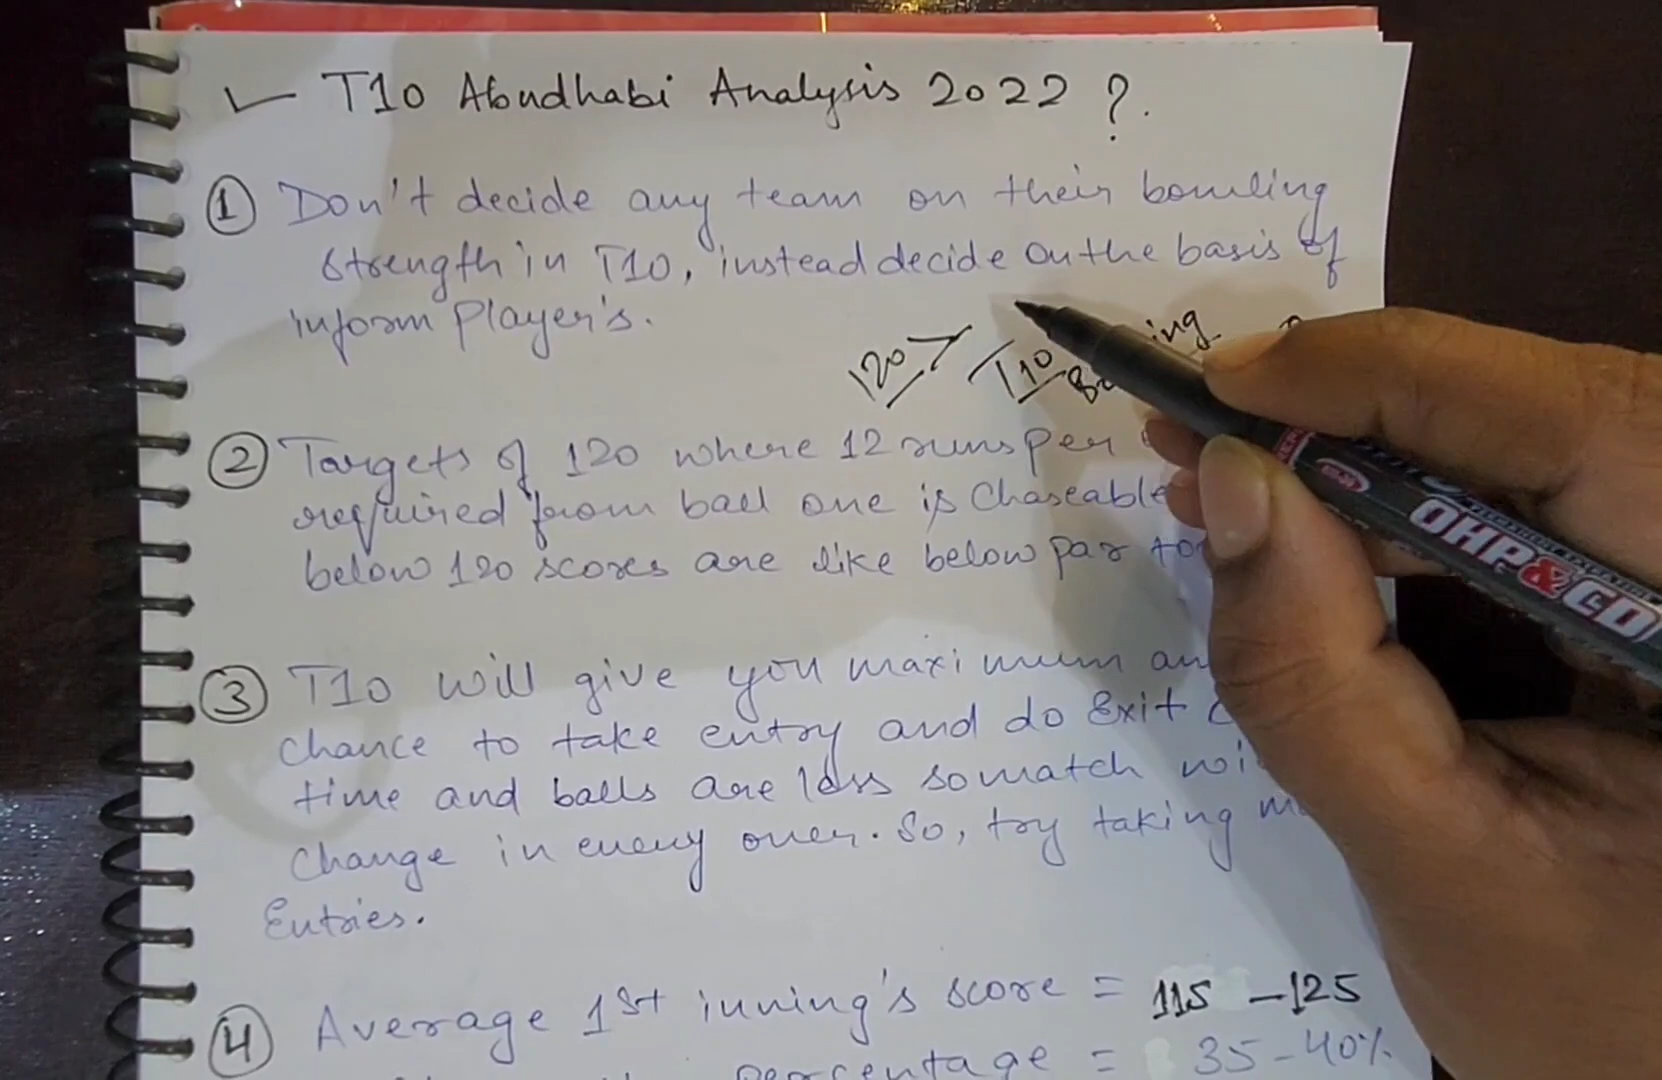 T10 Abudhabi Analysis 2022 ?.
1 Don't decide any team on their bowling
strength in T10, instead decide on the basis of
inform Player's.
120 T10 ing
2 Targets of 120 where 12 runs per
required from ball one is Chaseable
below 120 scores are like below par
3 T10 will give you maximum
chance to take entry and do Exit
time and balls are less so match
change in every over. So, try taking
Entries.
4 Average 1st inning's score = 115 - 125
percentage = 35-40%
OHP&CD